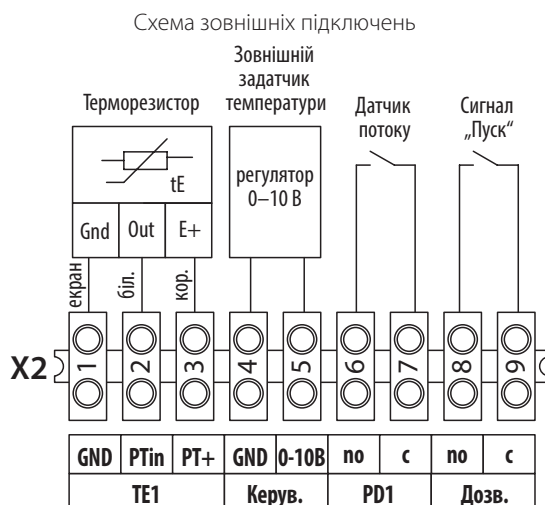 Схема зовнішніх підключень
Зовнішній
задатчик
температури
Терморезистор
Датчик
потоку
Сигнал
„Пуск“
tE
регулятор
0–10 В
Gnd Out E+
екран біл. кор.
X2 1 2 3 4 5 6 7 8 9
GND PTin PT+ GND 0-10В no c no c
TE1 Керув. PD1 Дозв.